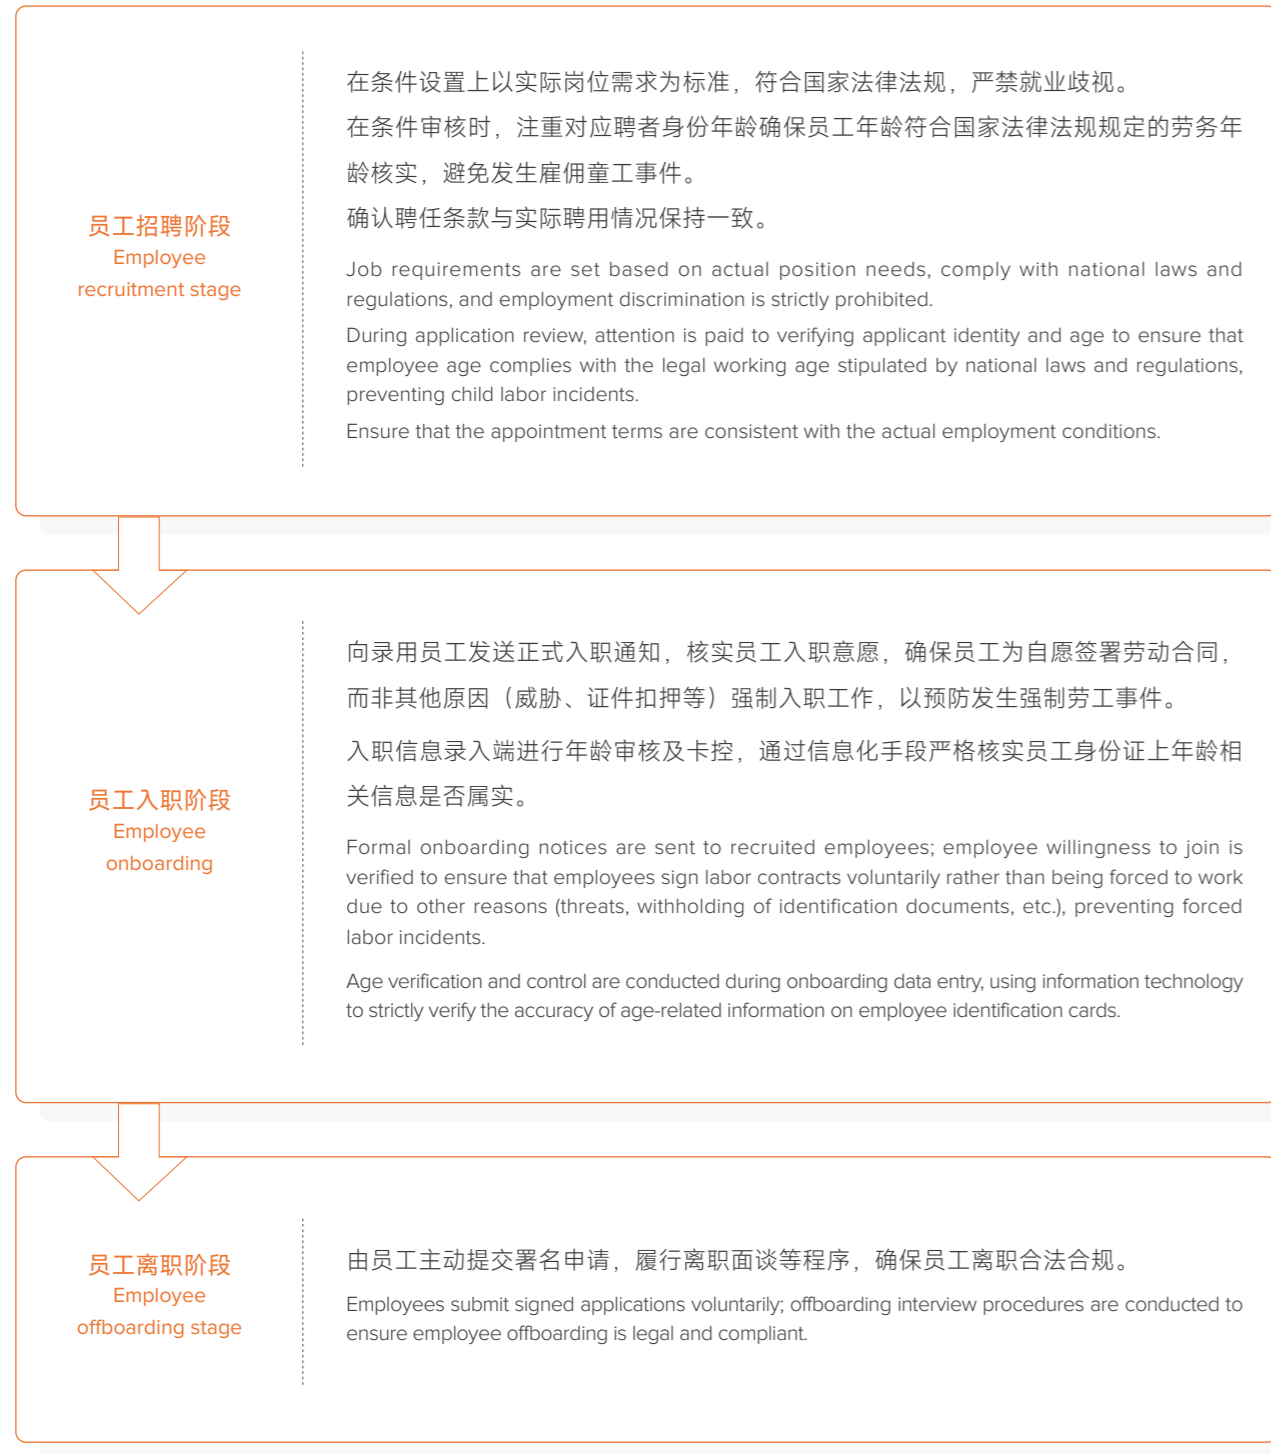 员工招聘阶段
Employee
recruitment stage
在条件设置上以实际岗位需求为标准，符合国家法律法规，严禁就业歧视。
在条件审核时，注重对应聘者身份年龄确保员工年龄符合国家法律法规规定的劳务年
龄核实，避免发生雇佣童工事件。
确认聘任条款与实际聘用情况保持一致。
Job requirements are set based on actual position needs, comply with national laws and
regulations, and employment discrimination is strictly prohibited.
During application review, attention is paid to verifying applicant identity and age to ensure that
employee age complies with the legal working age stipulated by national laws and regulations,
preventing child labor incidents.
Ensure that the appointment terms are consistent with the actual employment conditions.
员工入职阶段
Employee
onboarding
向录用员工发送正式入职通知，核实员工入职意愿，确保员工为自愿签署劳动合同，
而非其他原因（威胁、证件扣押等）强制入职工作，以预防发生强制劳工事件。
入职信息录入端进行年龄审核及卡控，通过信息化手段严格核实员工身份证上年龄相
关信息是否属实。
Formal onboarding notices are sent to recruited employees; employee willingness to join is
verified to ensure that employees sign labor contracts voluntarily rather than being forced to work
due to other reasons (threats, withholding of identification documents, etc.), preventing forced
labor incidents.
Age verification and control are conducted during onboarding data entry, using information technology
to strictly verify the accuracy of age-related information on employee identification cards.
员工离职阶段
Employee
offboarding stage
由员工主动提交署名申请，履行离职面谈等程序，确保员工离职合法合规。
Employees submit signed applications voluntarily; offboarding interview procedures are conducted to
ensure employee offboarding is legal and compliant.